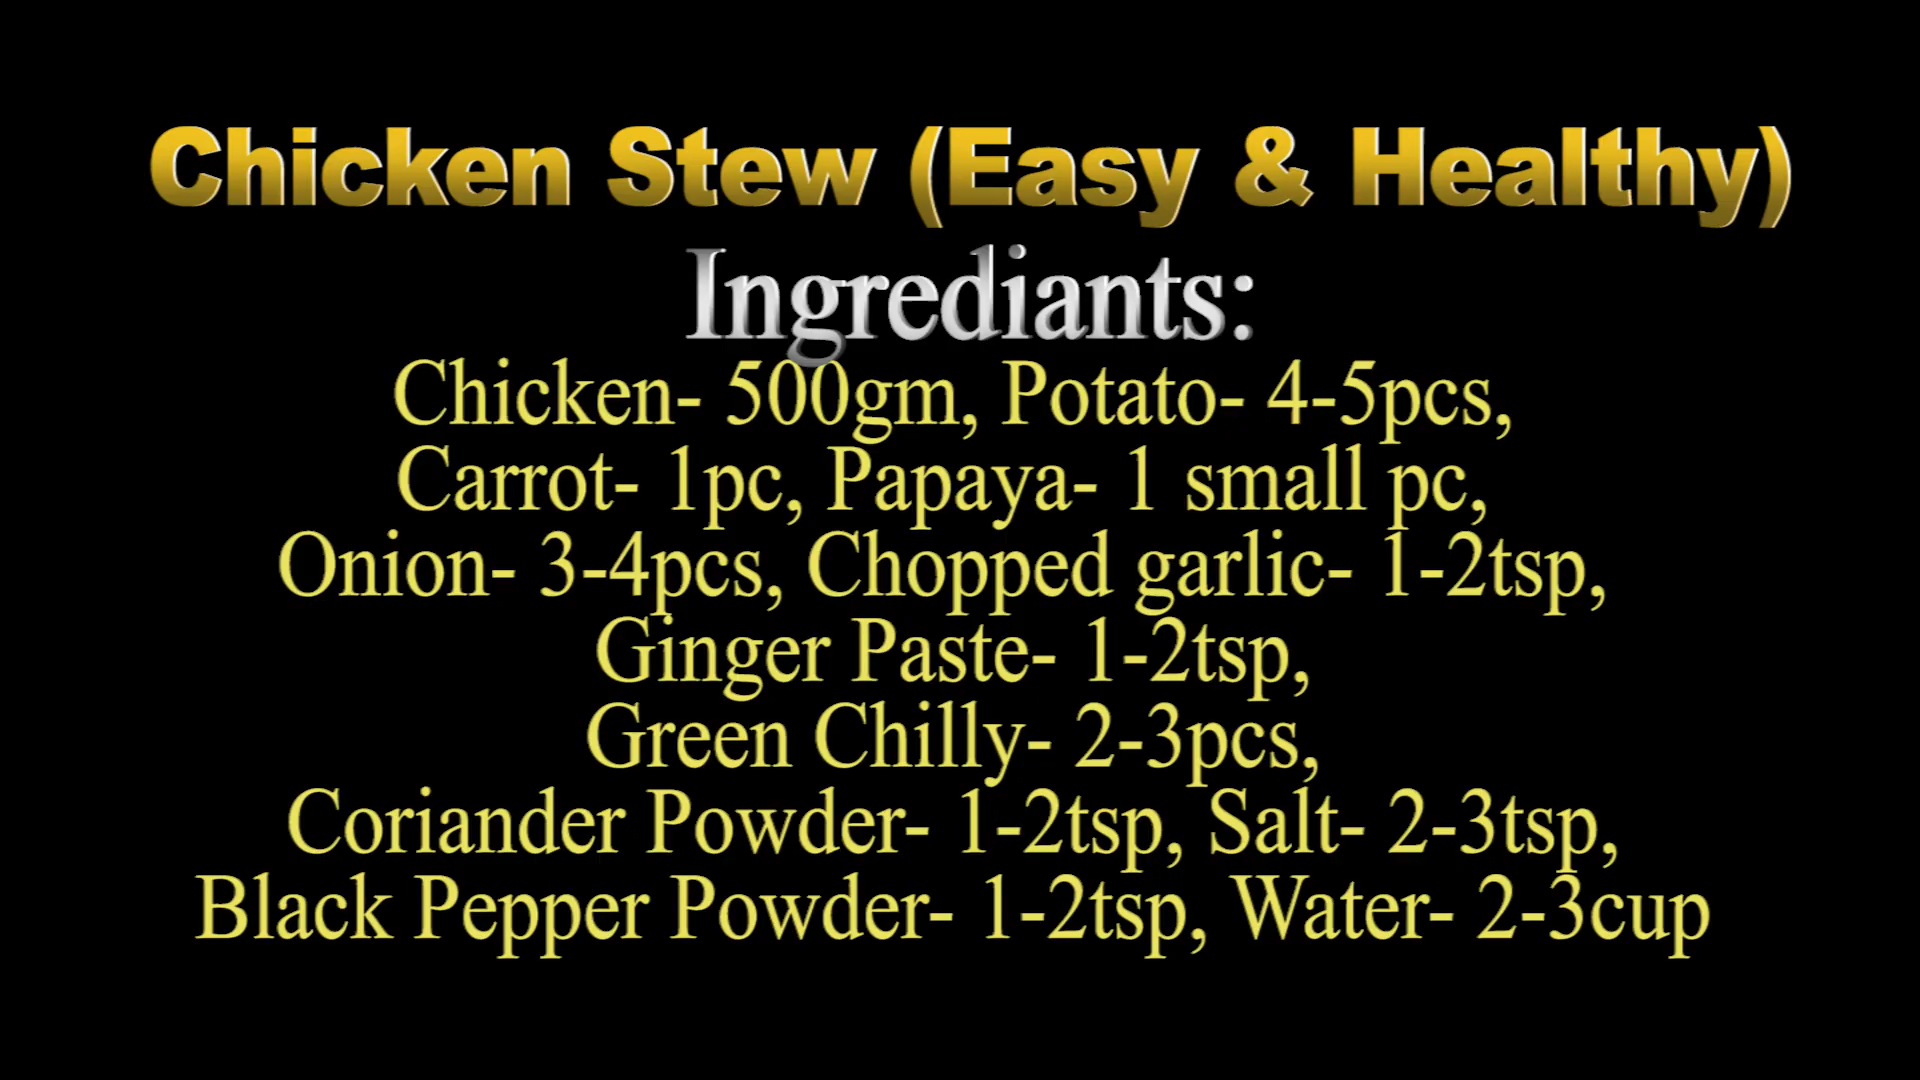 Chicken Stew (Easy & Healthy)
Ingrediants:
Chicken- 500gm, Potato- 4-5pcs,
Carrot- 1pc, Papaya- 1 small pc,
Onion- 3-4pcs, Chopped garlic- 1-2tsp,
Ginger Paste- 1-2tsp,
Green Chilly- 2-3pcs,
Coriander Powder- 1-2tsp, Salt- 2-3tsp,
Black Pepper Powder- 1-2tsp, Water- 2-3cup